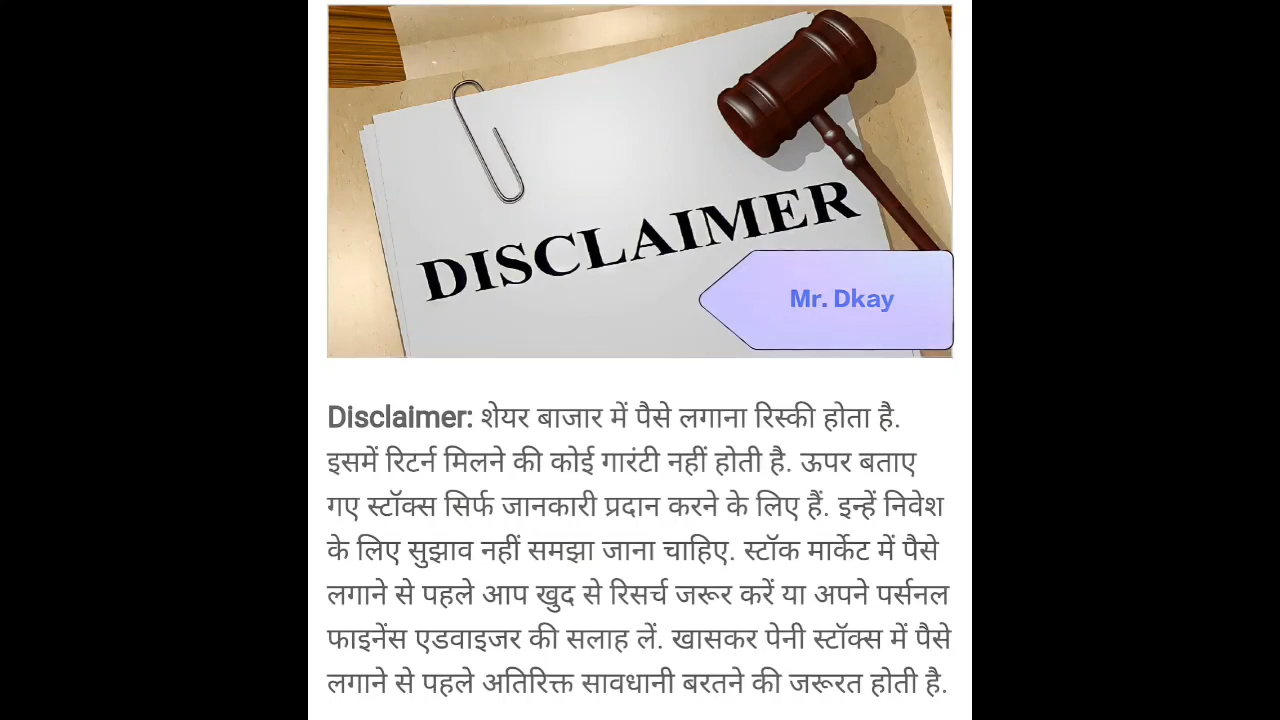 DISCLAIMER
Mr. Dkay
Disclaimer: शेयर बाजार में पैसे लगाना रिस्की होता है.
इसमें रिटर्न मिलने की कोई गारंटी नहीं होती है. ऊपर बताए
गए स्टॉक्स सिर्फ जानकारी प्रदान करने के लिए हैं. इन्हें निवेश
के लिए सुझाव नहीं समझा जाना चाहिए. स्टॉक मार्केट में पैसे
लगाने से पहले आप खुद से रिसर्च जरूर करें या अपने पर्सनल
फाइनेंस एडवाइजर की सलाह लें. खासकर पेनी स्टॉक्स में पैसे
लगाने से पहले अतिरिक्त सावधानी बरतने की जरूरत होती है.